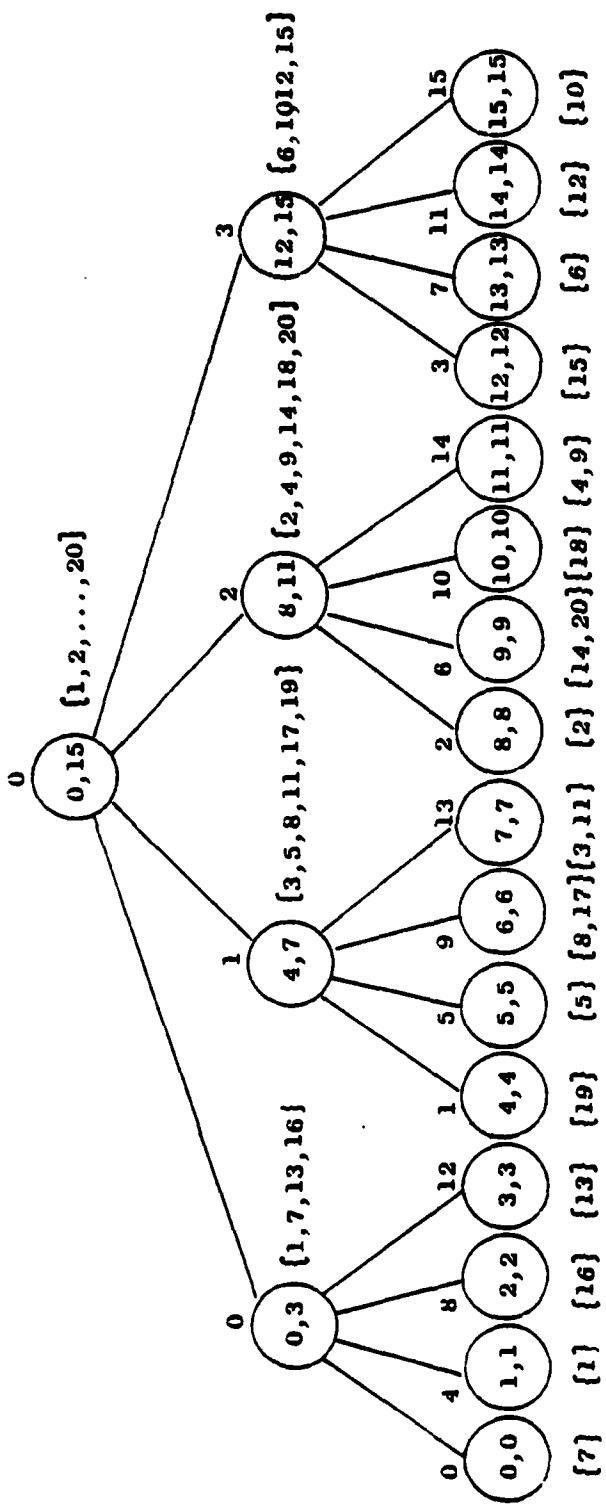 0
0,15 {1,2,...,20}
0 1 2 3
0,3 {1,7,13,16} 4,7 {3,5,8,11,17,19} 8,11 {2,4,9,14,18,20} 12,15 {6,10,12,15}
0 4 8 12 1 5 9 13 2 6 10 14 3 7 11 15
0,0 1,1 2,2 3,3 4,4 5,5 6,6 7,7 8,8 9,9 10,10 11,11 12,12 13,13 14,14 15,15
{7} {1} {16} {13} {19} {5} {8,17} {3,11} {2} {14,20} {18} {4,9} {15} {6} {12} {10}